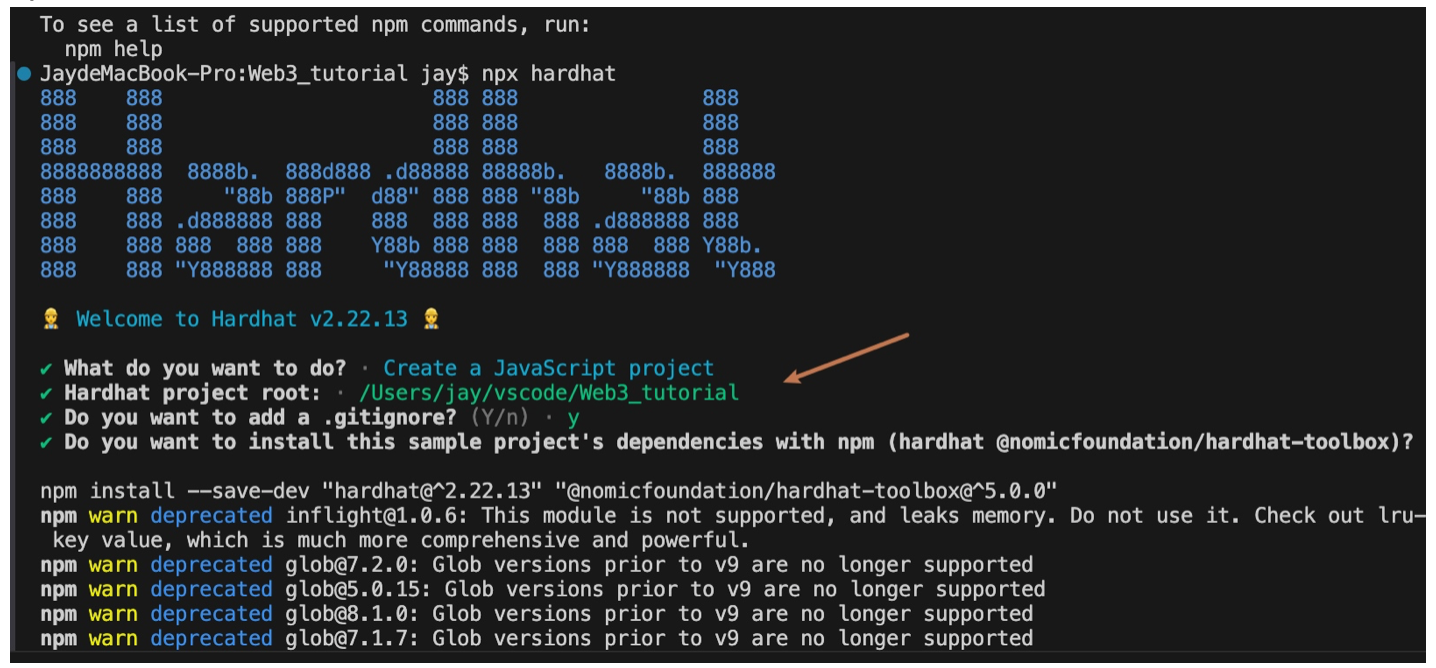 To see a list of supported npm commands, run:
  npm help
JaydeMacBook-Pro:Web3_tutorial jay$ npx hardhat
888    888                      888 888               888
888    888                      888 888               888
888    888                      888 888               888
8888888888  8888b.  888d888 .d88888 88888b.   8888b.  888888
888    888     "88b 888P"  d88" 888 888 "88b     "88b 888
888    888 .d888888 888    888  888 888  888 .d888888 888
888    888 888  888 888    Y88b 888 888  888 888  888 Y88b.
888    888 "Y888888 888     "Y88888 888  888 "Y888888  "Y888
👷 Welcome to Hardhat v2.22.13 👷
✔ What do you want to do? · Create a JavaScript project
✔ Hardhat project root: · /Users/jay/vscode/Web3_tutorial
✔ Do you want to add a .gitignore? (Y/n) · y
✔ Do you want to install this sample project's dependencies with npm (hardhat @nomicfoundation/hardhat-toolbox)?
npm install --save-dev "hardhat@^2.22.13" "@nomicfoundation/hardhat-toolbox@^5.0.0"
npm warn deprecated inflight@1.0.6: This module is not supported, and leaks memory. Do not use it. Check out lru-
 key value, which is much more comprehensive and powerful.
npm warn deprecated glob@7.2.0: Glob versions prior to v9 are no longer supported
npm warn deprecated glob@5.0.15: Glob versions prior to v9 are no longer supported
npm warn deprecated glob@8.1.0: Glob versions prior to v9 are no longer supported
npm warn deprecated glob@7.1.7: Glob versions prior to v9 are no longer supported